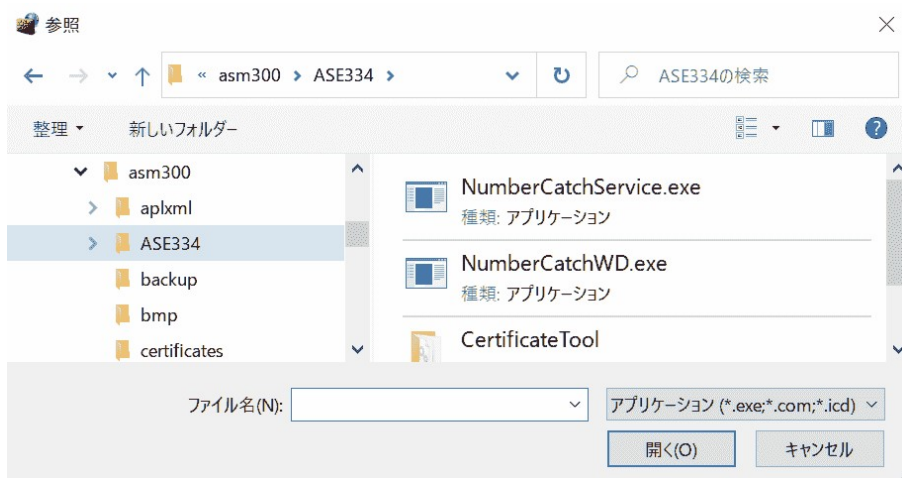 参照
« asm300 › ASE334 ›
ASE334の検索
整理
新しいフォルダー
asm300
aplxml
ASE334
backup
bmp
certificates
NumberCatchService.exe
種類: アプリケーション
NumberCatchWD.exe
種類: アプリケーション
CertificateTool
ファイル名(N):
アプリケーション (*.exe;*.com;*.icd)
開く(O)
キャンセル